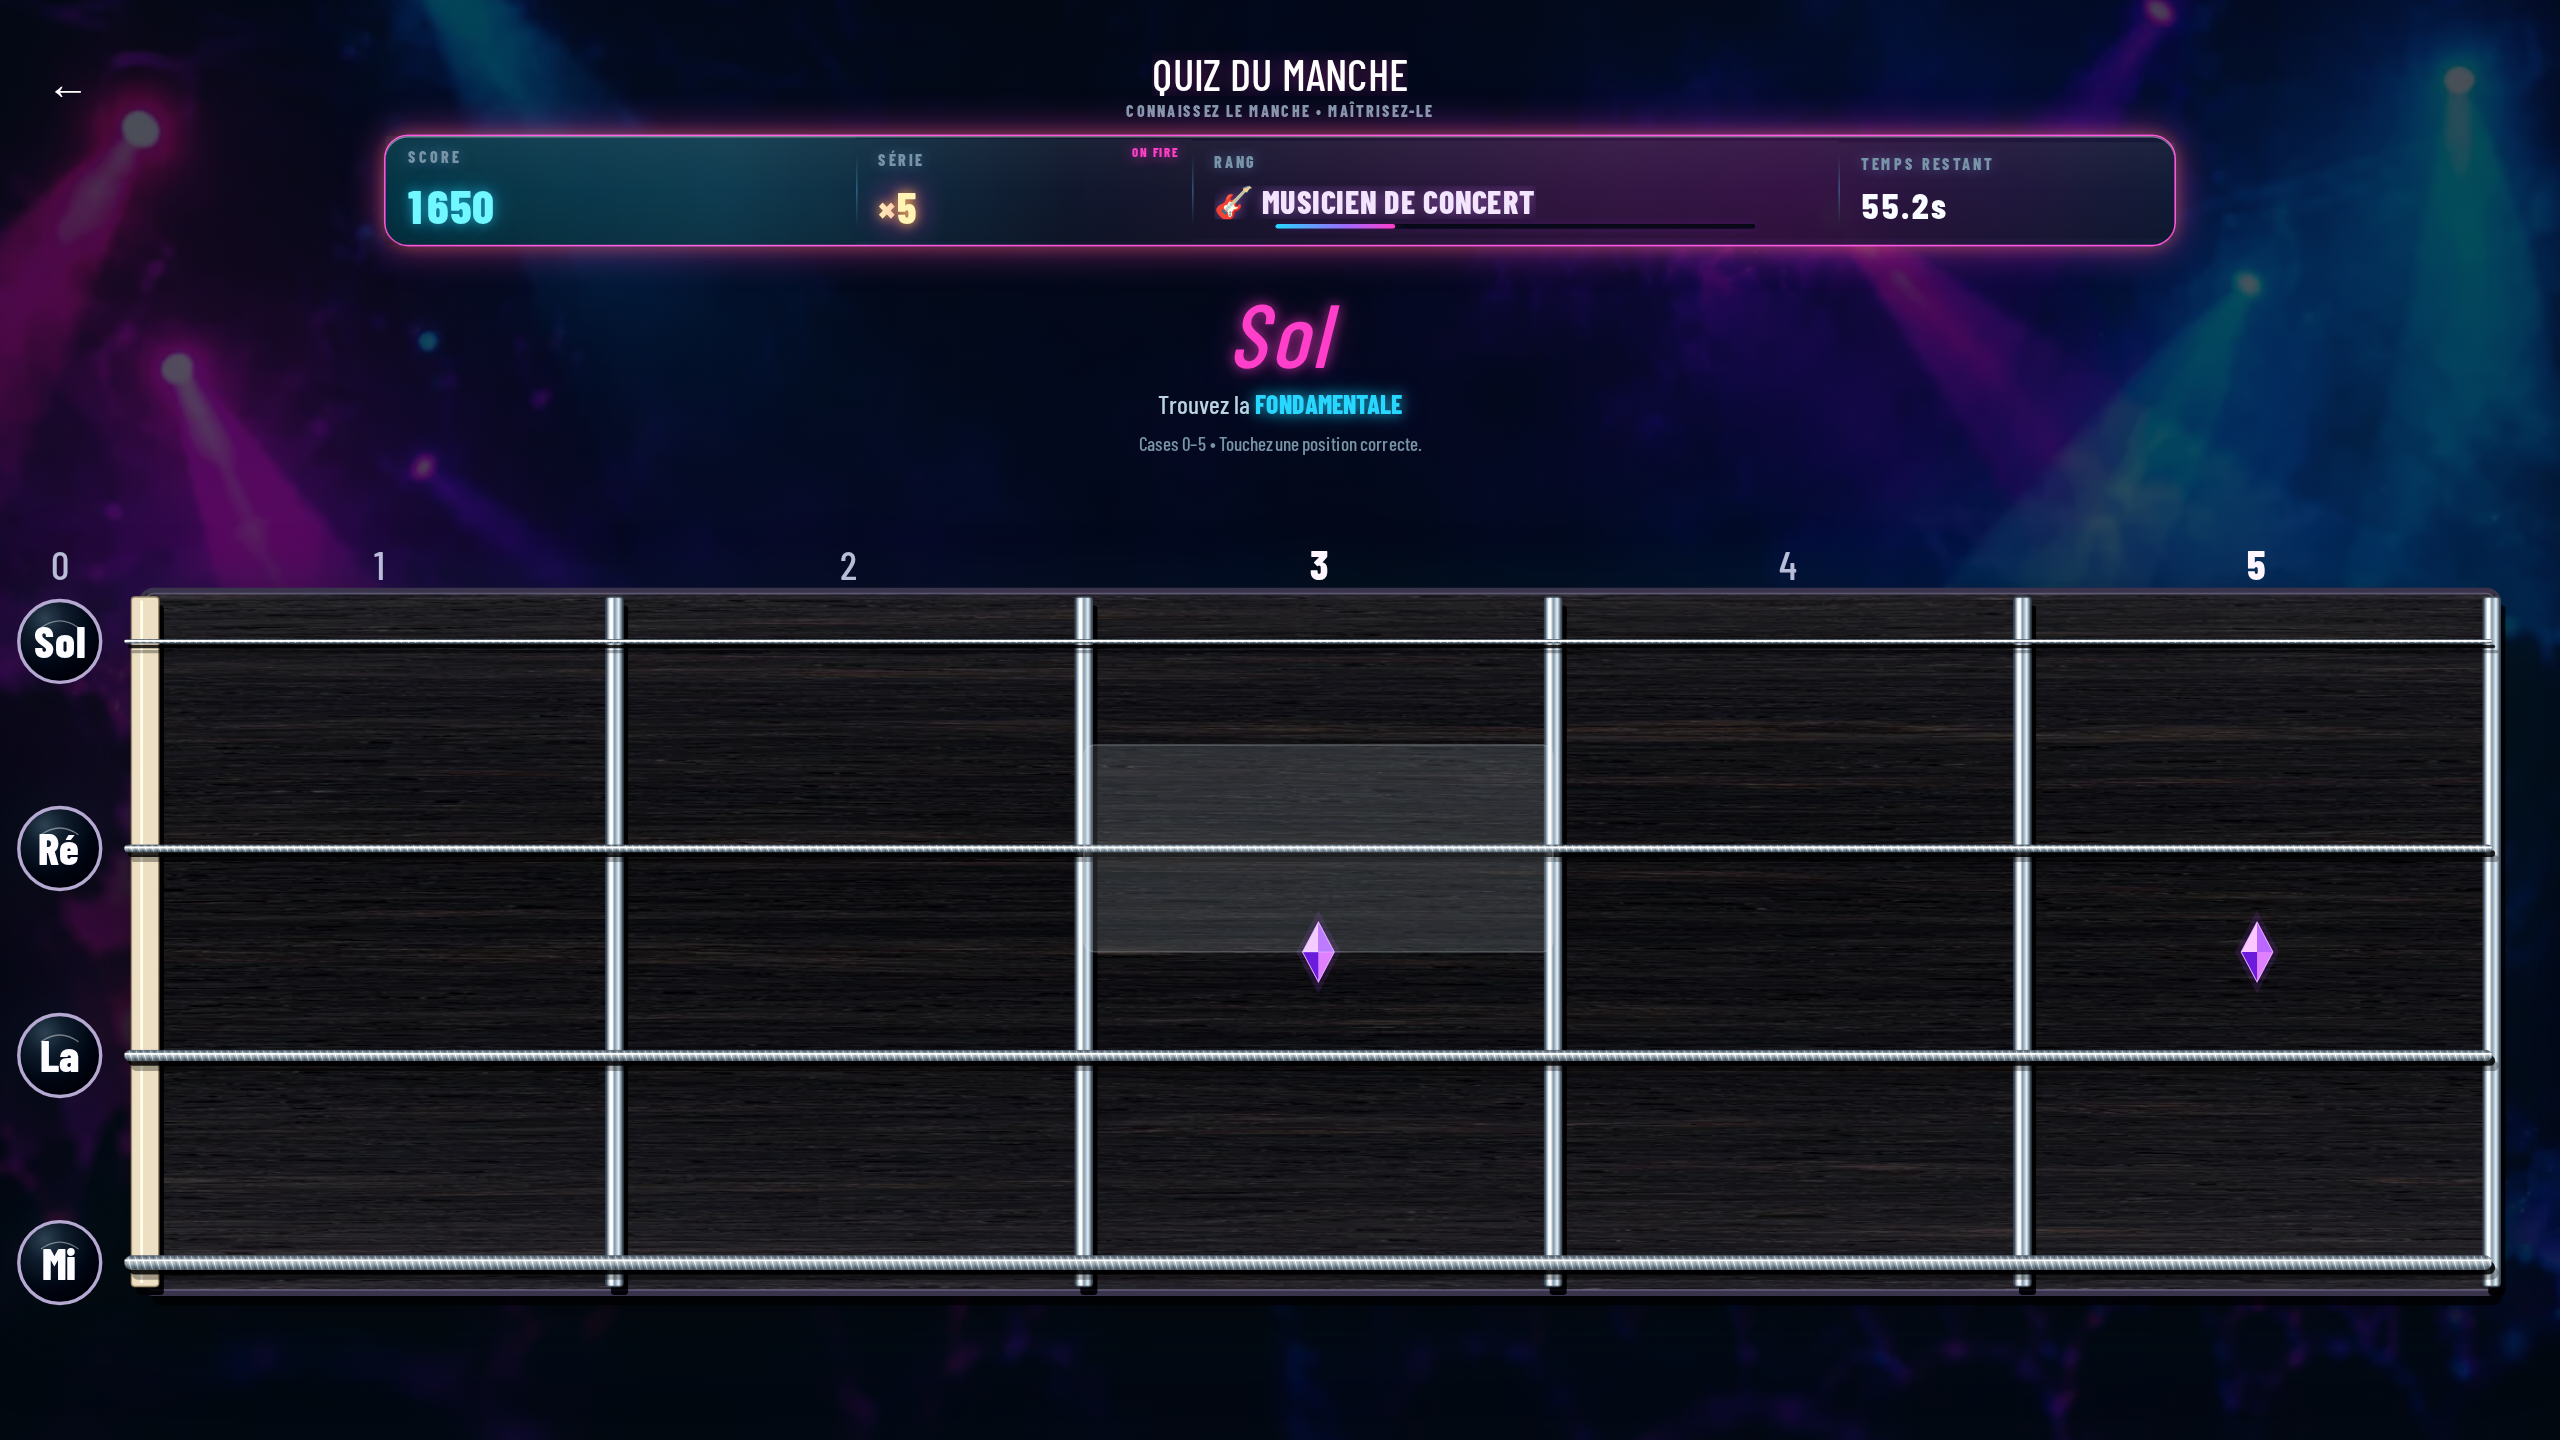 ←
QUIZ DU MANCHE
CONNAISSEZ LE MANCHE • MAÎTRISEZ-LE
SCORE
1650
SÉRIE
×5
ON FIRE
RANG
🎸 MUSICIEN DE CONCERT
TEMPS RESTANT
55.2s
Sol
Trouvez la FONDAMENTALE
Cases 0–5 • Touchez une position correcte.
0 1 2 3 4 5
Sol
Ré
La
Mi